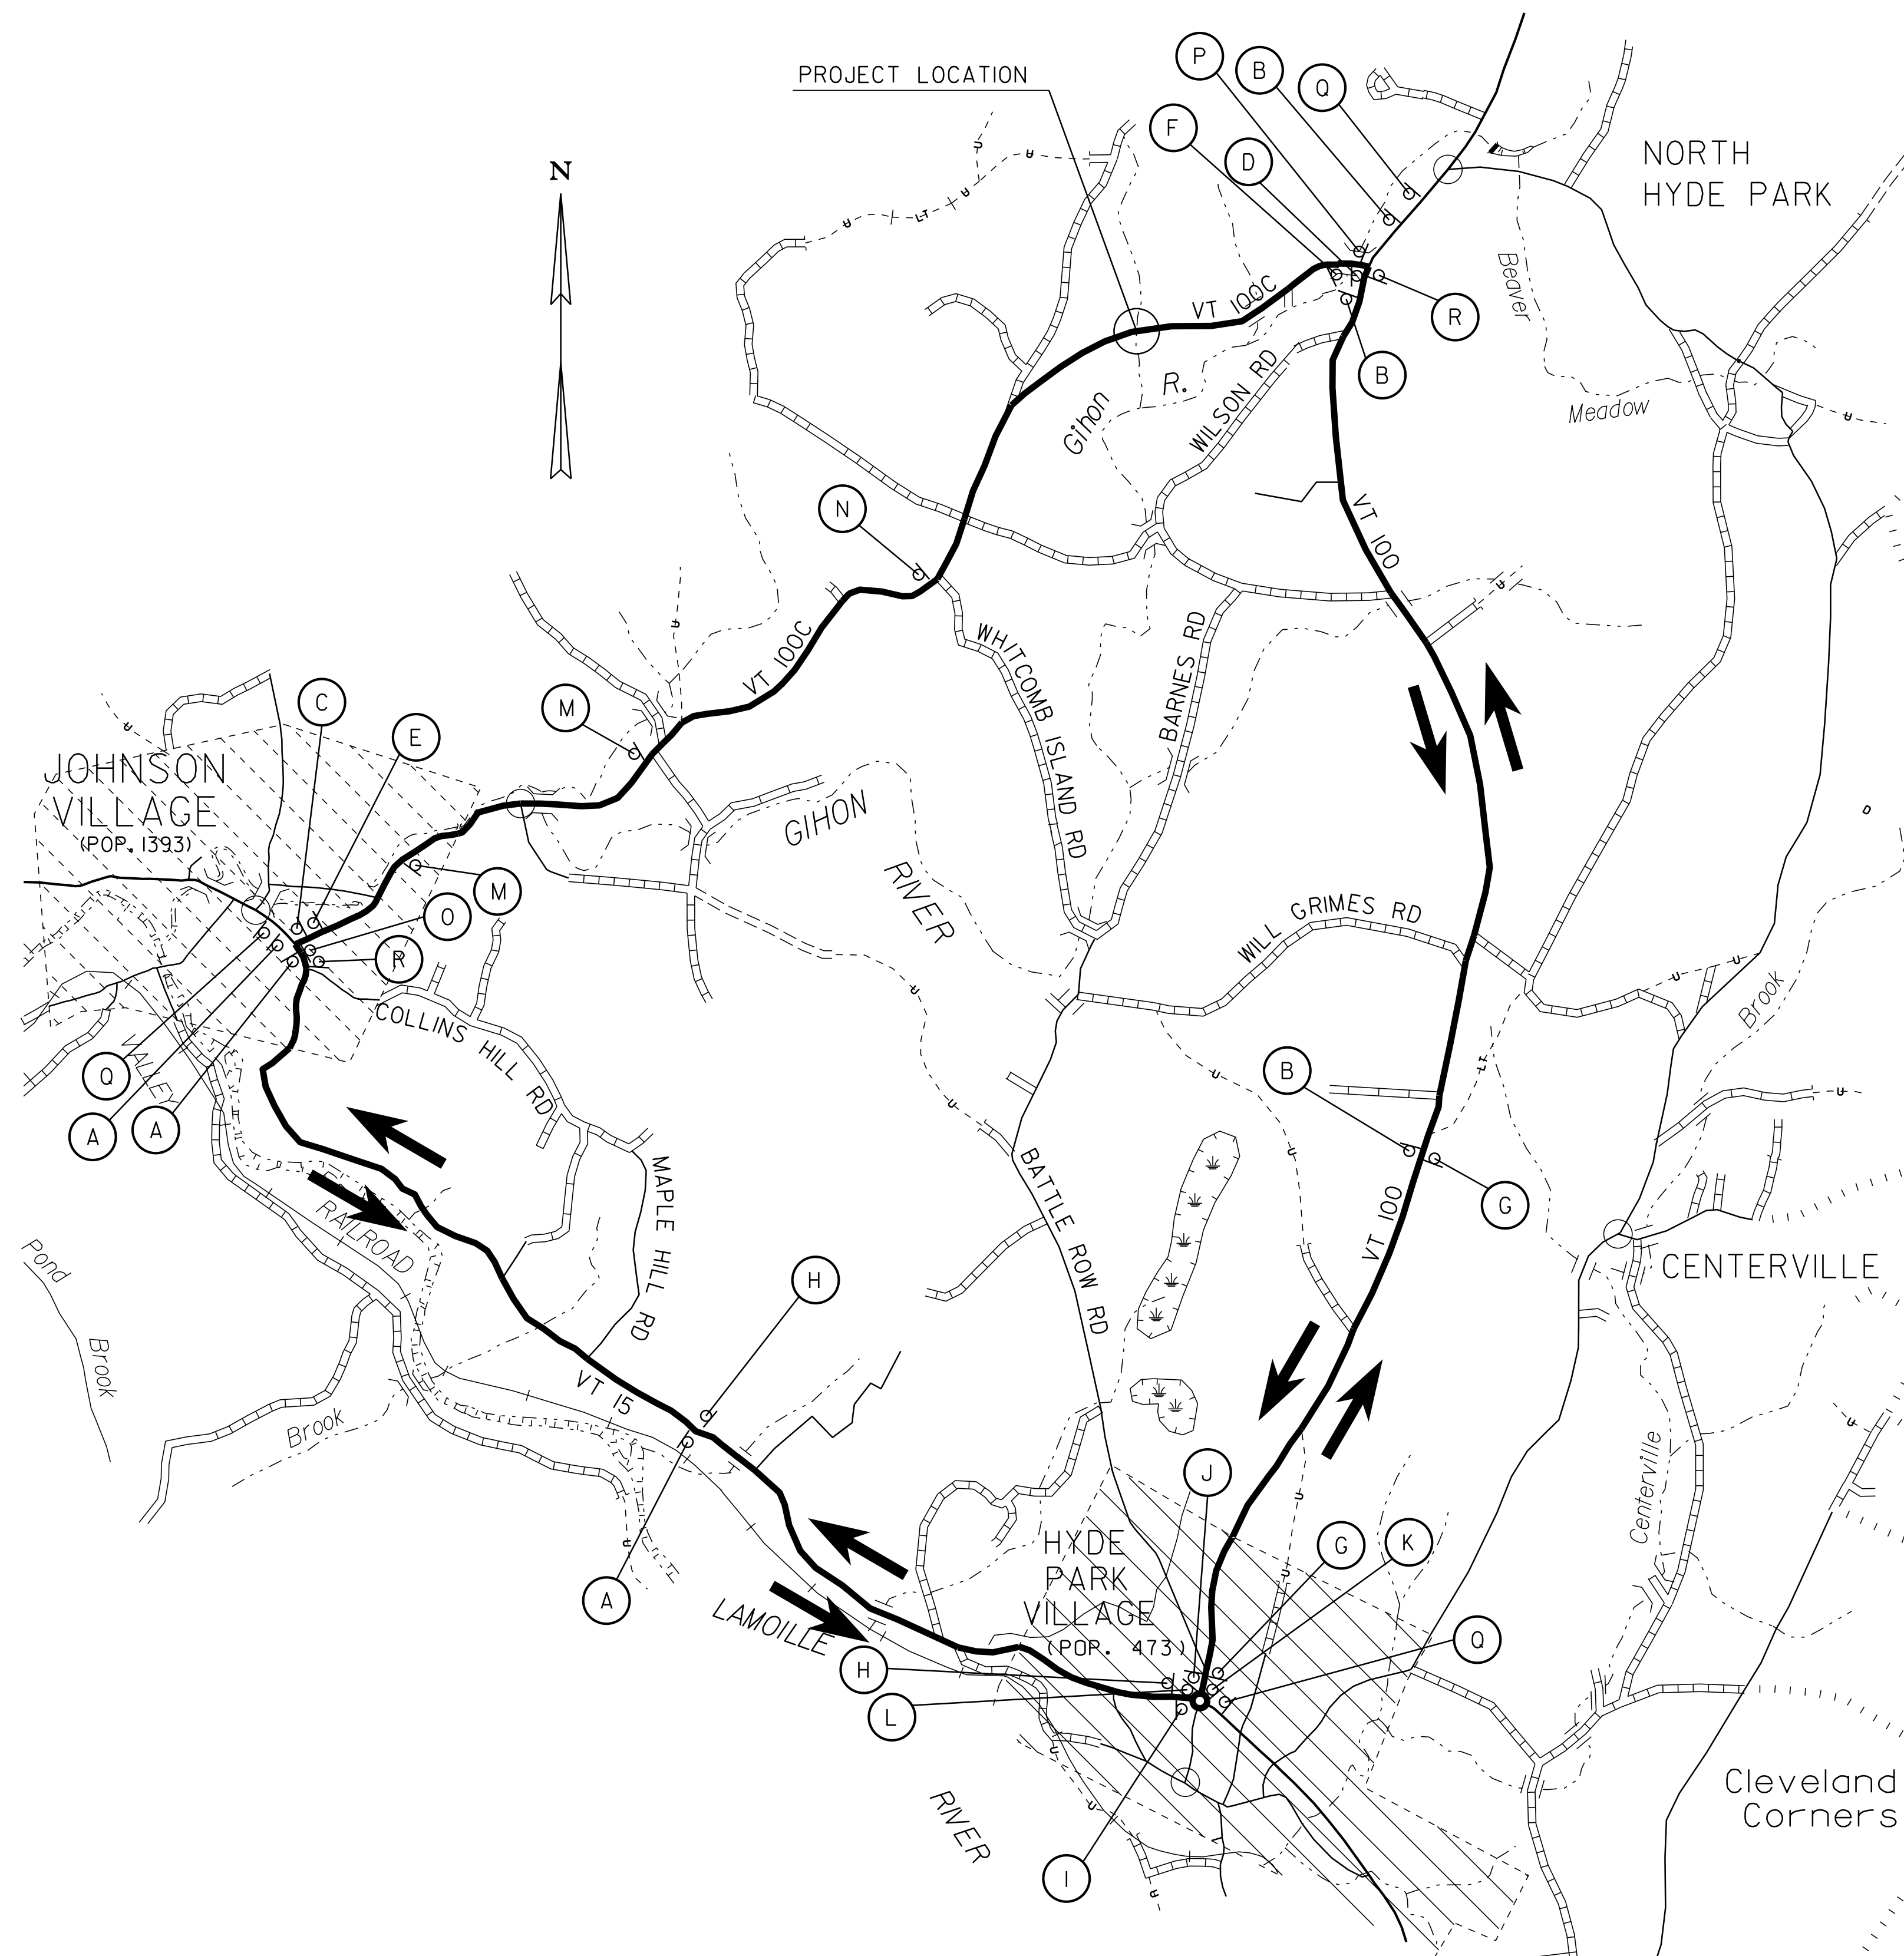 PROJECT LOCATION
P
B
Q
F
D
N
NORTH
HYDE PARK
R
B
VT 100C
Beaver
Meadow
Gihon
R.
WILSON RD
VT 100
N
VT 100C
WHITCOMB ISLAND RD
BARNES RD
M
C
E
JOHNSON
VILLAGE
(POP. 1393)
GIHON
RIVER
M
O
R
WILL GRIMES RD
COLLINS HILL RD
Q
A
A
VALLEY
B
G
Brook
MAPLE HILL RD
BATTLE ROW RD
VT 100
RAILROAD
CENTERVILLE
Pond
Brook
H
VT 15
Brook
Centerville
A
J
G
K
HYDE
PARK
VILLAGE
(POP. 473)
LAMOILLE
H
L
Q
RIVER
I
Cleveland
Corners